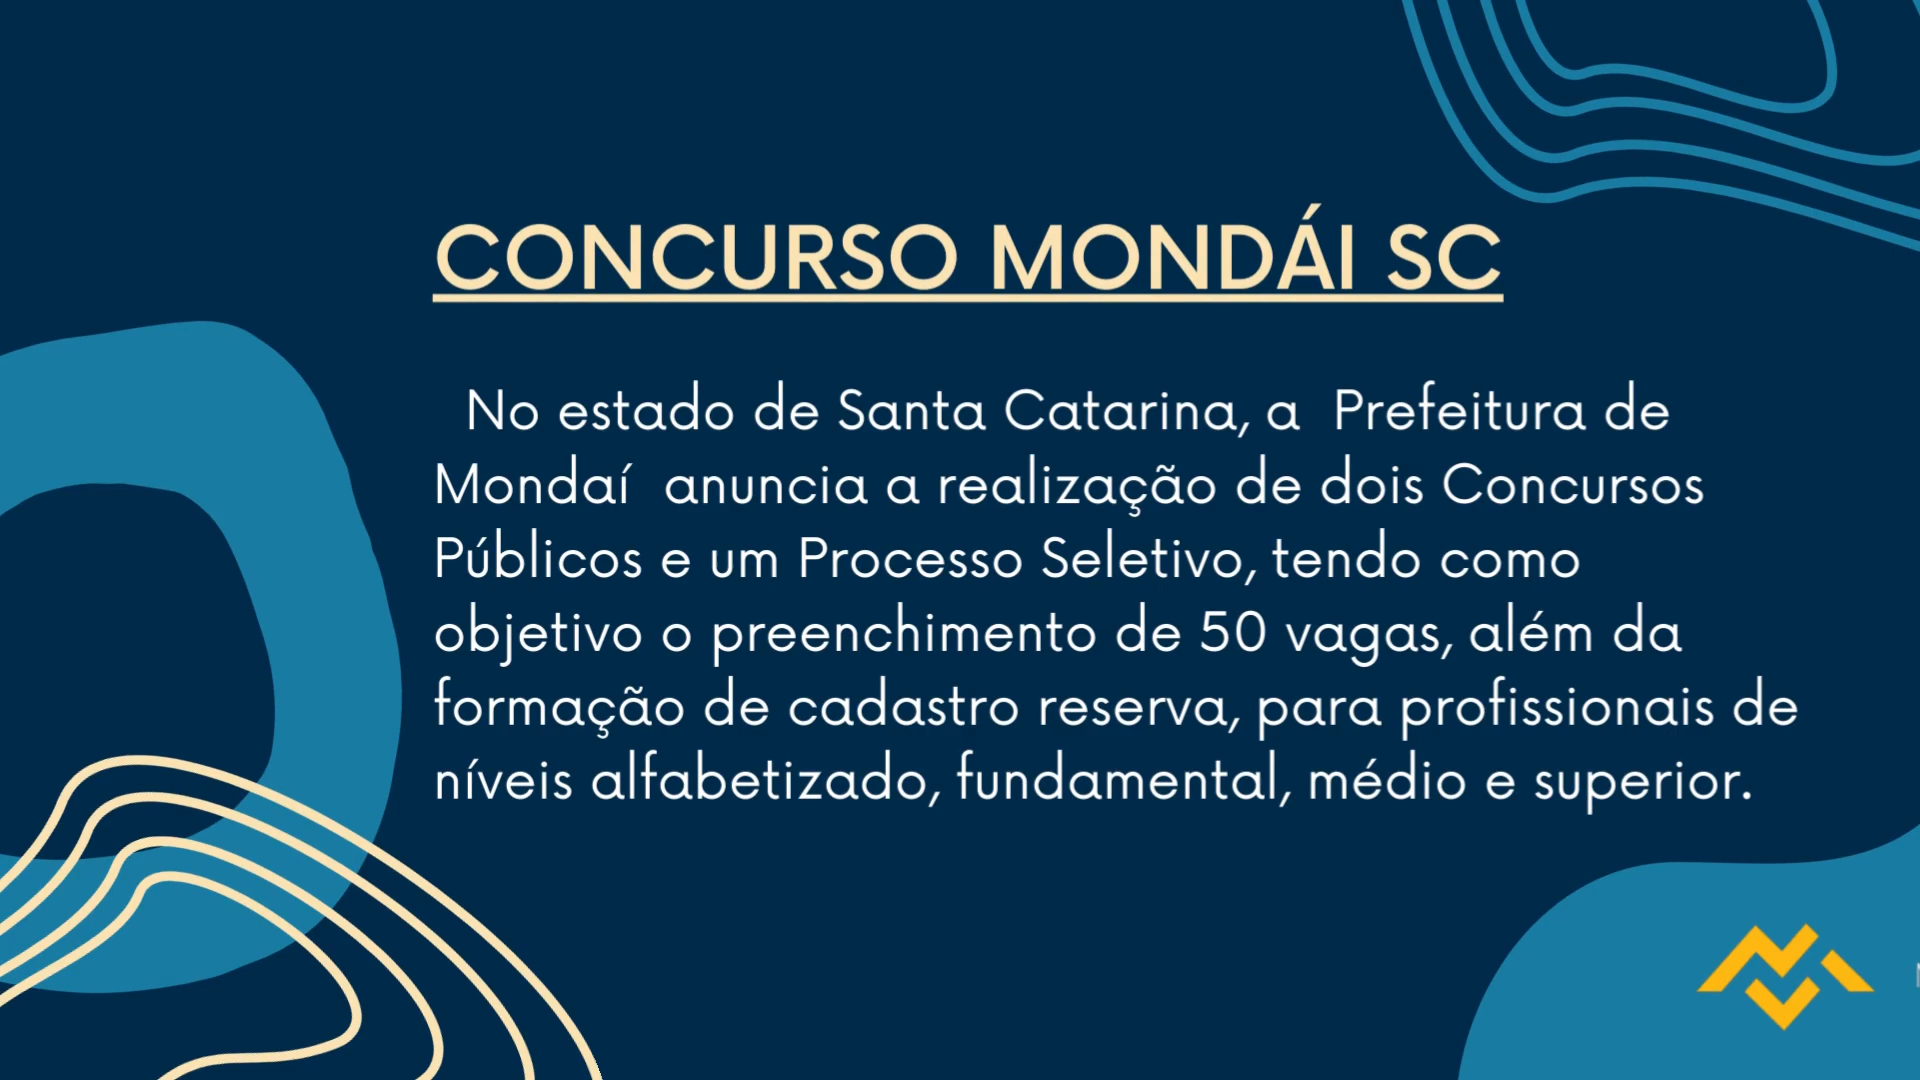 CONCURSO MONDÁI SC
No estado de Santa Catarina, a Prefeitura de
Mondaí anuncia a realização de dois Concursos
Públicos e um Processo Seletivo, tendo como
objetivo o preenchimento de 50 vagas, além da
formação de cadastro reserva, para profissionais de
níveis alfabetizado, fundamental, médio e superior.